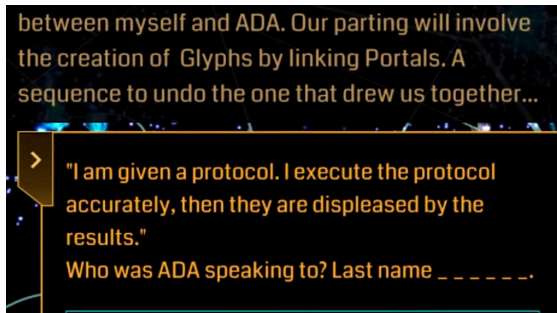 between myself and ADA. Our parting will involve
the creation of Glyphs by linking Portals. A
sequence to undo the one that drew us together...
"I am given a protocol. I execute the protocol
accurately, then they are displeased by the
results."
Who was ADA speaking to? Last name _ _ _ _ _ _.